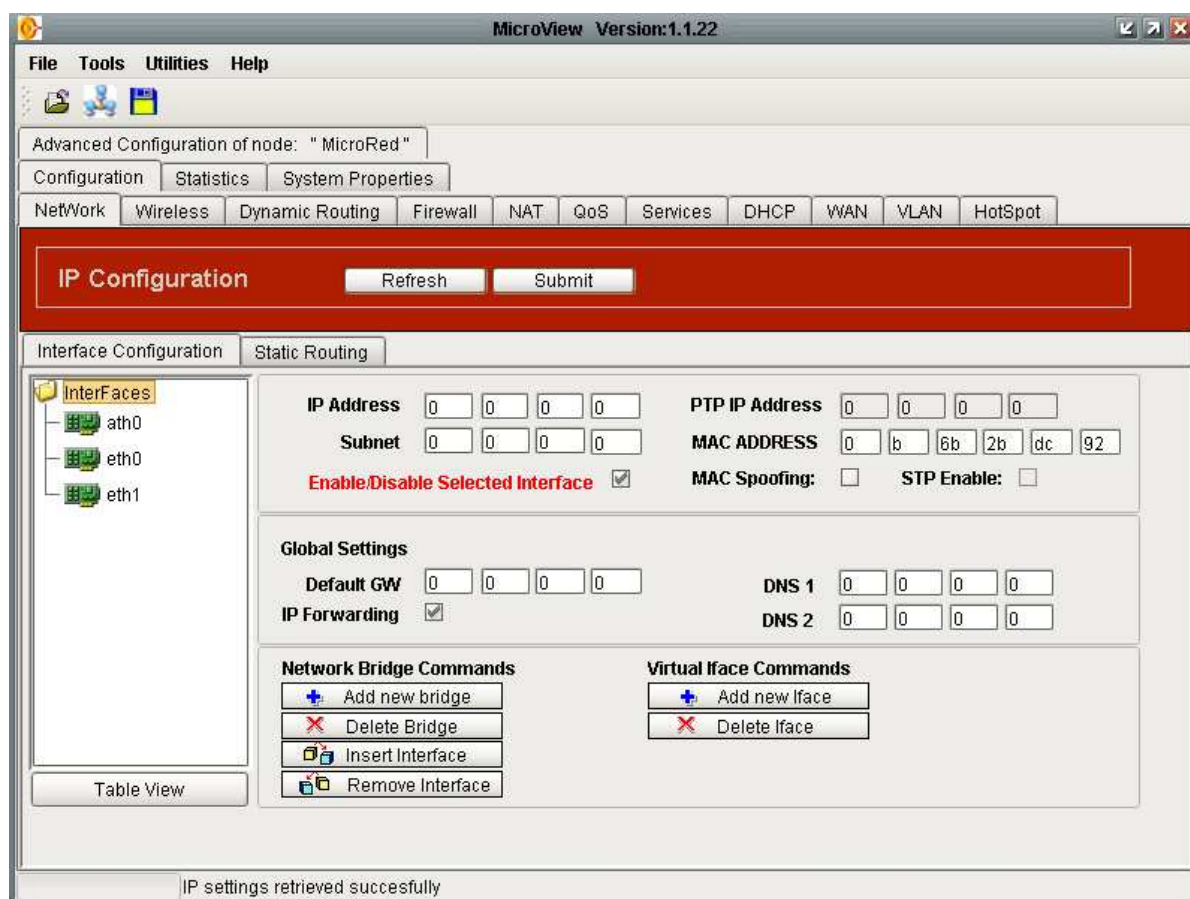 MicroView Version:1.1.22
File Tools Utilities Help
Advanced Configuration of node: " MicroRed "
Configuration Statistics System Properties
NetWork Wireless Dynamic Routing Firewall NAT QoS Services DHCP WAN VLAN HotSpot
IP Configuration Refresh Submit
Interface Configuration Static Routing
InterFaces
ath0
eth0
eth1
Table View
IP Address 0 0 0 0 PTP IP Address 0 0 0 0
Subnet 0 0 0 0 MAC ADDRESS 0 b 6b 2b dc 92
Enable/Disable Selected Interface MAC Spoofing: STP Enable:
Global Settings
Default GW 0 0 0 0 DNS 1 0 0 0 0
IP Forwarding DNS 2 0 0 0 0
Network Bridge Commands Virtual Iface Commands
Add new bridge Add new Iface
Delete Bridge Delete Iface
Insert Interface
Remove Interface
IP settings retrieved succesfully